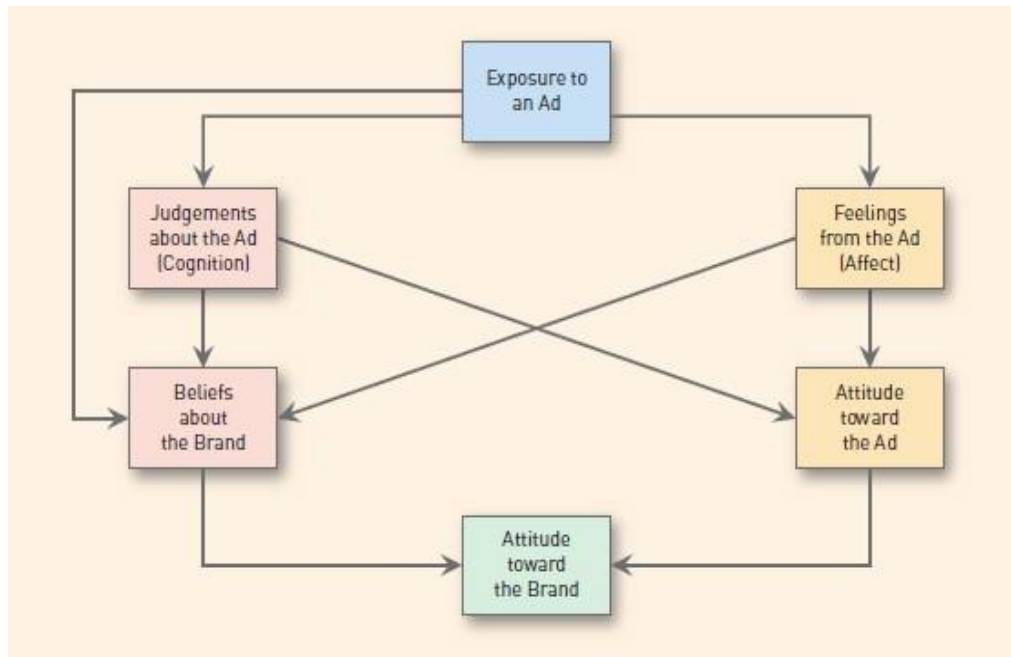 Exposure to
an Ad
Judgements
about the Ad
(Cognition)
Feelings
from the Ad
(Affect)
Beliefs
about
the Brand
Attitude
toward
the Ad
Attitude
toward
the Brand